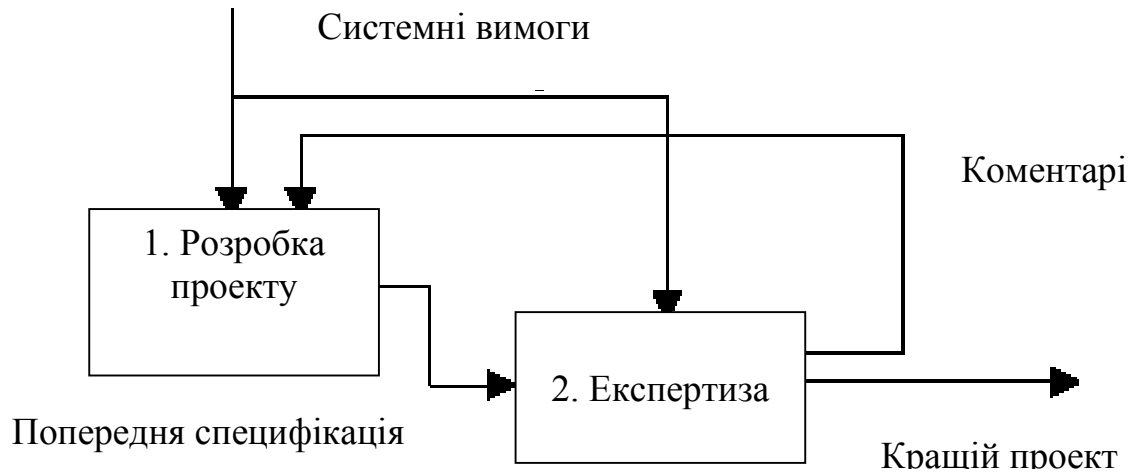 Системні вимоги
Коментарі
1. Розробка
проекту
2. Експертиза
Попередня специфікація
Кращій проект